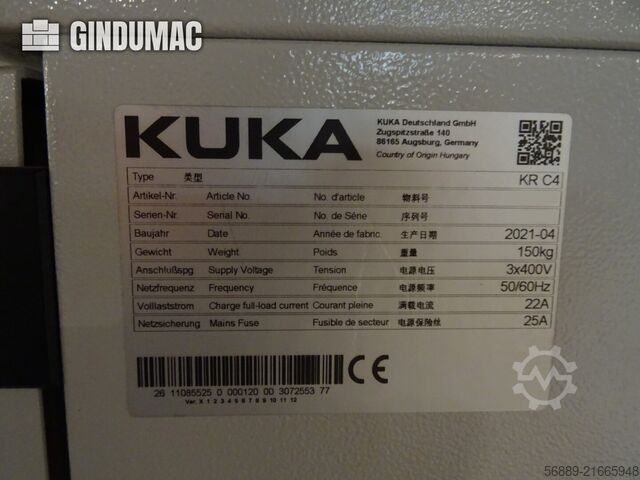 GINDUMAC
KUKA
KUKA Deutschland GmbH
Zugspitzstraße 140
86165 Augsburg, Germany
Country of Origin Hungary
Type 类型 KR C4
Artikel-Nr. Article No. No. d'article 物料号
Serien-Nr. Serial No. No. de Série 序列号
Baujahr Date Année de fabric. 生产日期 2021-04
Gewicht Weight Poids 重量 150kg
Anschlußspg. Supply Voltage Tension 电源电压 3x400V
Netzfrequenz Frequency Fréquence 电源频率 50/60Hz
Volllaststrom Charge full-load current Courant pleine 满载电流 22A
Netzsicherung Mains Fuse Fusible de secteur 电源保险丝 25A
CE
26 11085525 0 000120 00 3072553 77
Ver. X 1 2 3 4 5 6 7 8 9 10 11 12
56889-21665948